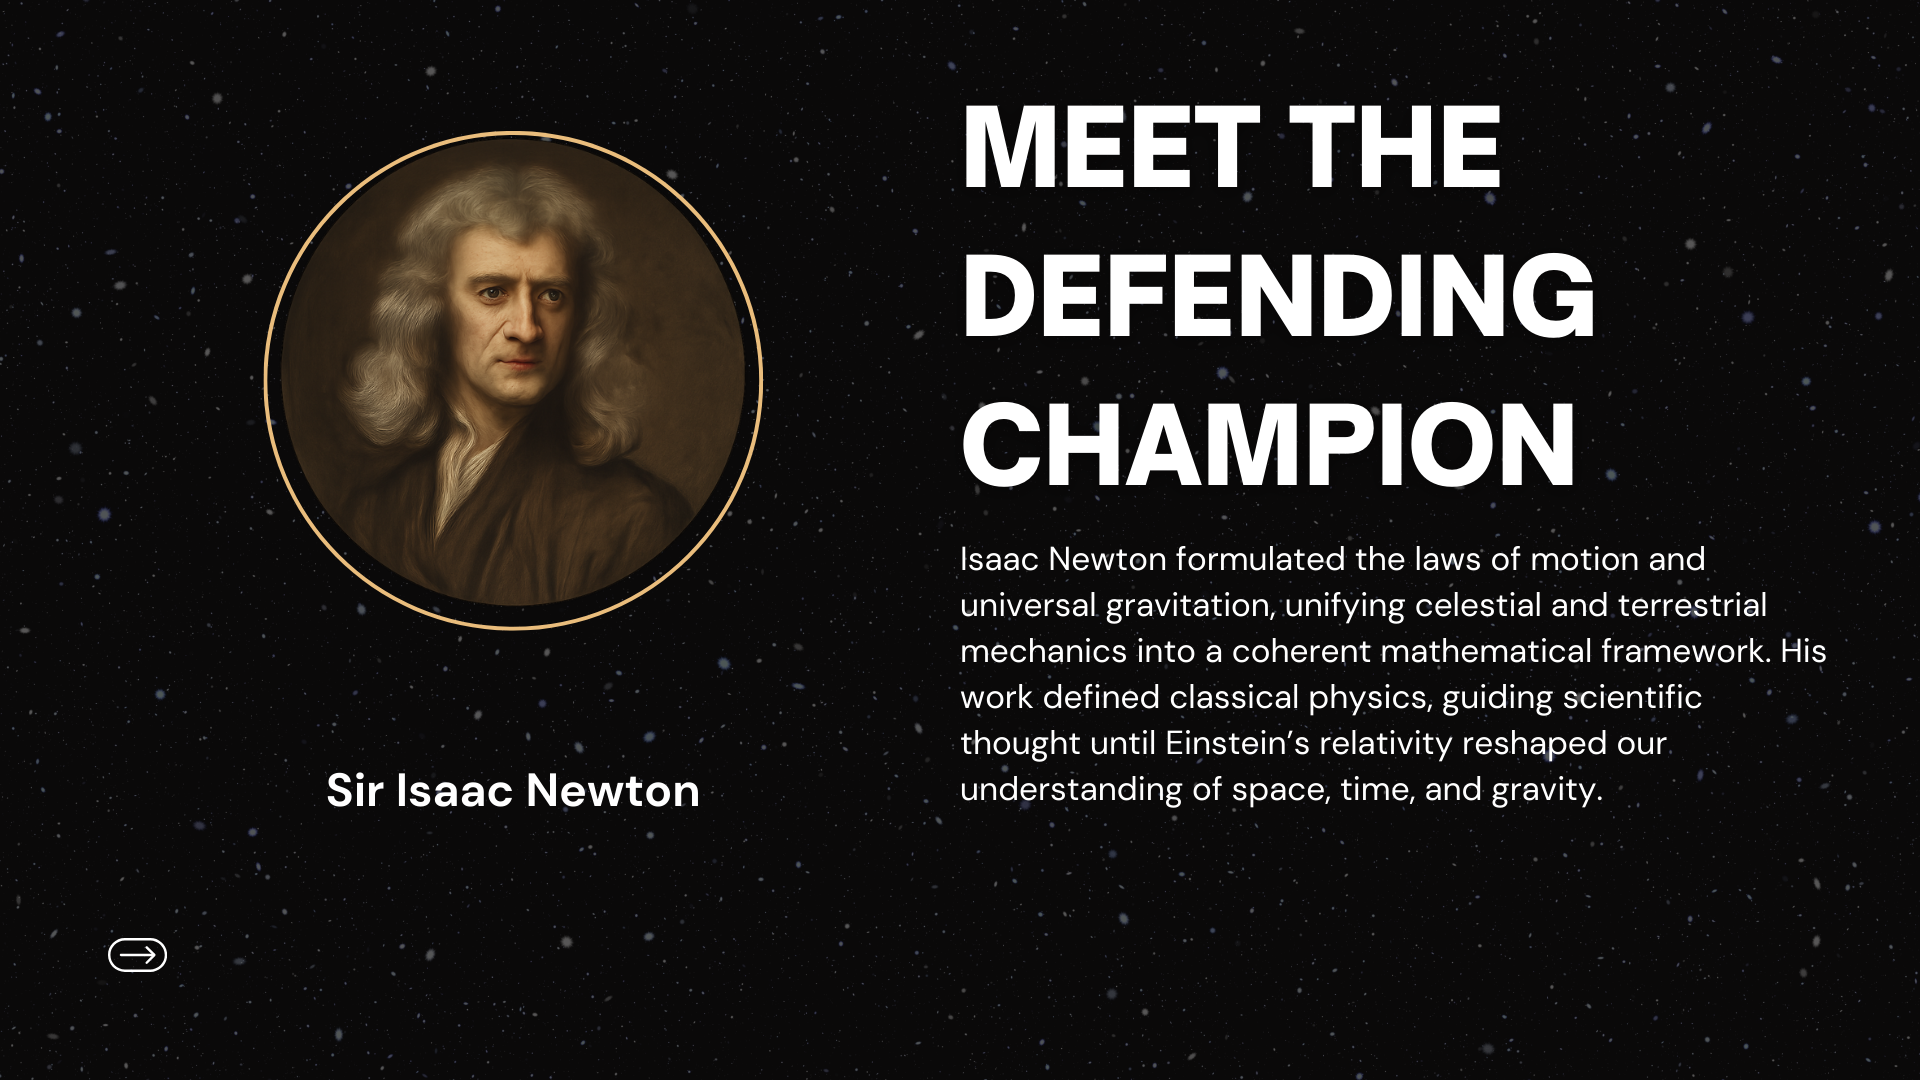 MEET THE
DEFENDING
CHAMPION
Isaac Newton formulated the laws of motion and
universal gravitation, unifying celestial and terrestrial
mechanics into a coherent mathematical framework. His
work defined classical physics, guiding scientific
thought until Einstein’s relativity reshaped our
understanding of space, time, and gravity.
Sir Isaac Newton